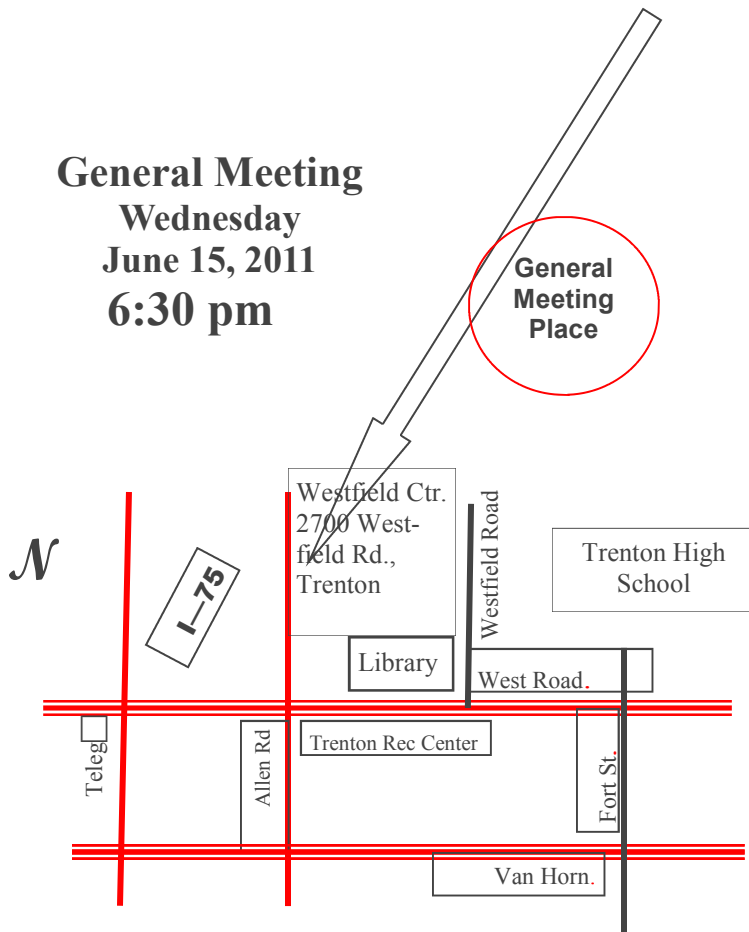 General Meeting
Wednesday
June 15, 2011
6:30 pm
General
Meeting
Place
Westfield Ctr.
2700 West-
field Rd.,
Trenton
N
I—75
Westfield Road
Trenton High
School
Library
West Road.
Teleg
Allen Rd
Trenton Rec Center
Fort St.
Van Horn.